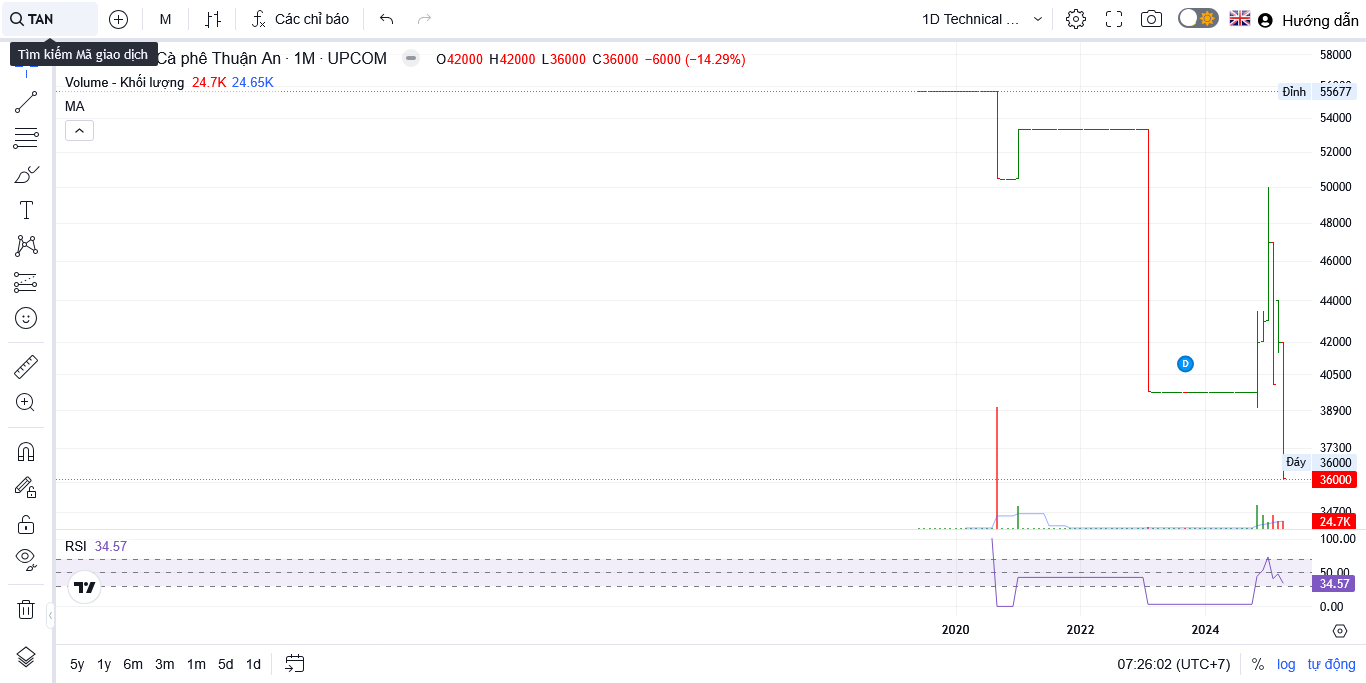 TAN
M
Các chỉ báo
1D Technical ...
Hướng dẫn
Tìm kiếm Mã giao dịch
Cà phê Thuận An · 1M · UPCOM
O42000 H42000 L36000 C36000 −6000 (−14.29%)
Volume - Khối lượng 24.7K 24.65K
MA
58000
Đỉnh 55677
54000
52000
50000
48000
46000
44000
42000
D
40500
38900
37300
Đáy 36000
36000
34700
24.7K
RSI 34.57
100.00
50.00
34.57
0.00
2020 2022 2024
5y 1y 6m 3m 1m 5d 1d
07:26:02 (UTC+7) % log tự động